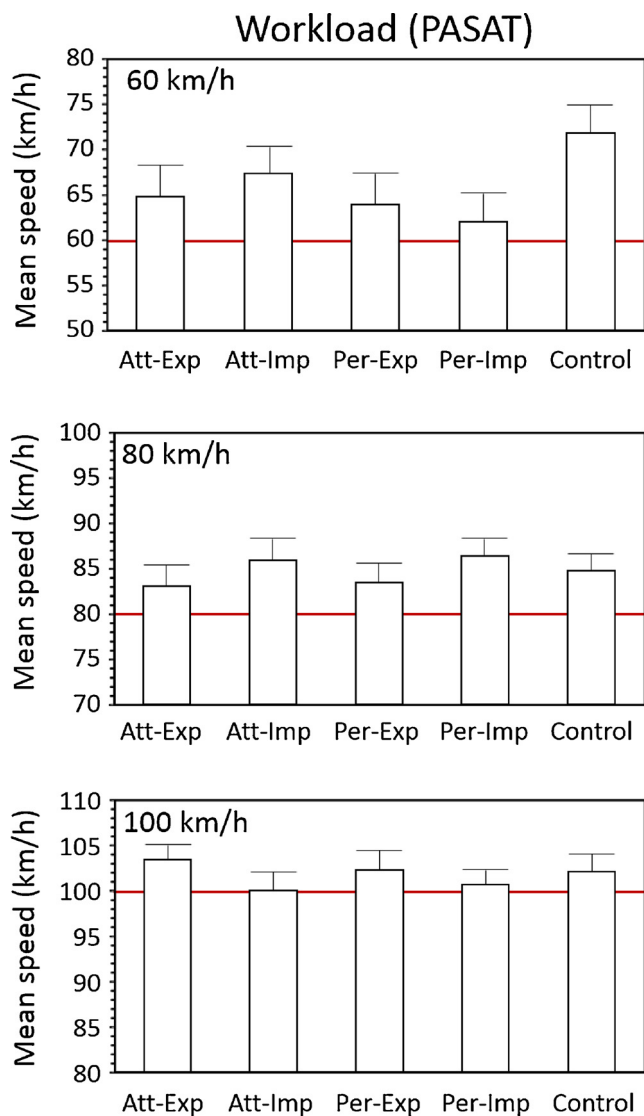 Workload (PASAT)
60 km/h
Mean speed (km/h)
80
75
70
65
60
55
50
Att-Exp Att-Imp Per-Exp Per-Imp Control
80 km/h
Mean speed (km/h)
100
95
90
85
80
75
70
Att-Exp Att-Imp Per-Exp Per-Imp Control
100 km/h
Mean speed (km/h)
110
105
100
95
90
85
80
Att-Exp Att-Imp Per-Exp Per-Imp Control